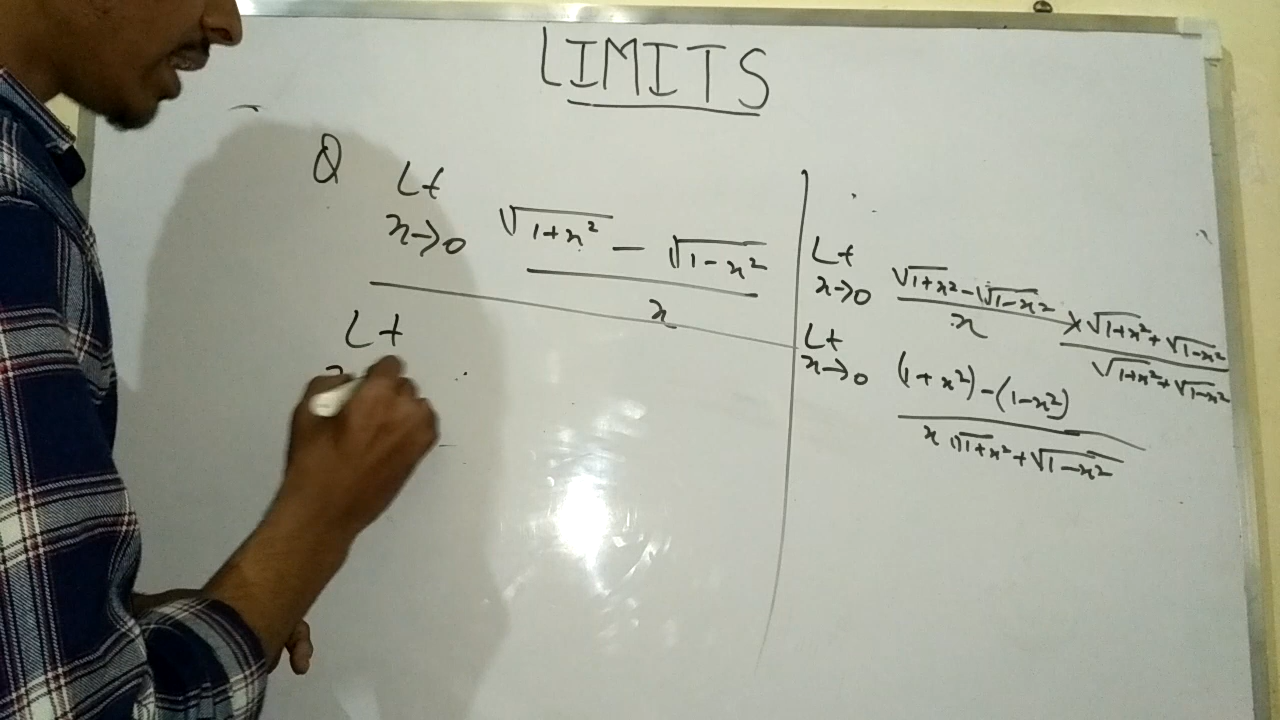 LIMITS
Q Lt x→0 √1+x² − √1−x² / x
Lt
Lt x→0 √1+x² − √1−x² / x × √1+x² + √1−x² / √1+x² + √1−x²
Lt x→0 (1+x²)−(1−x²) / x √1+x² + √1−x²